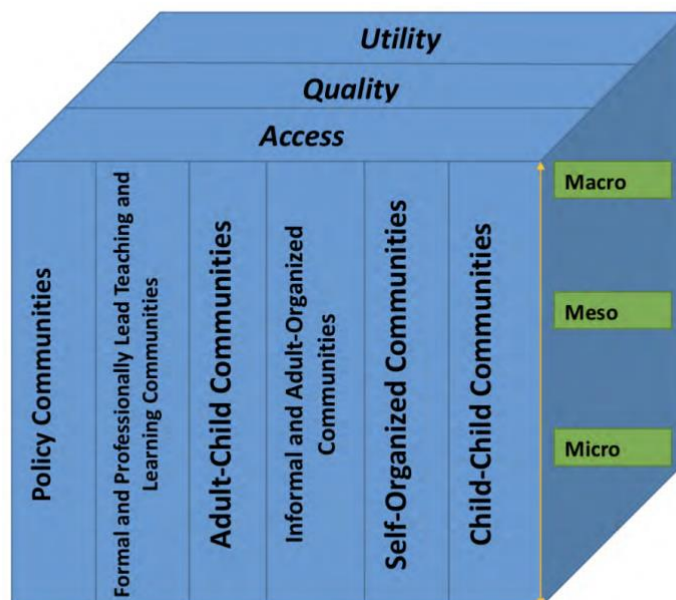 Utility
Quality
Access
Policy Communities
Formal and Professionally Lead Teaching and
Learning Communities
Adult-Child Communities
Informal and Adult-Organized
Communities
Self-Organized Communities
Child-Child Communities
Macro
Meso
Micro